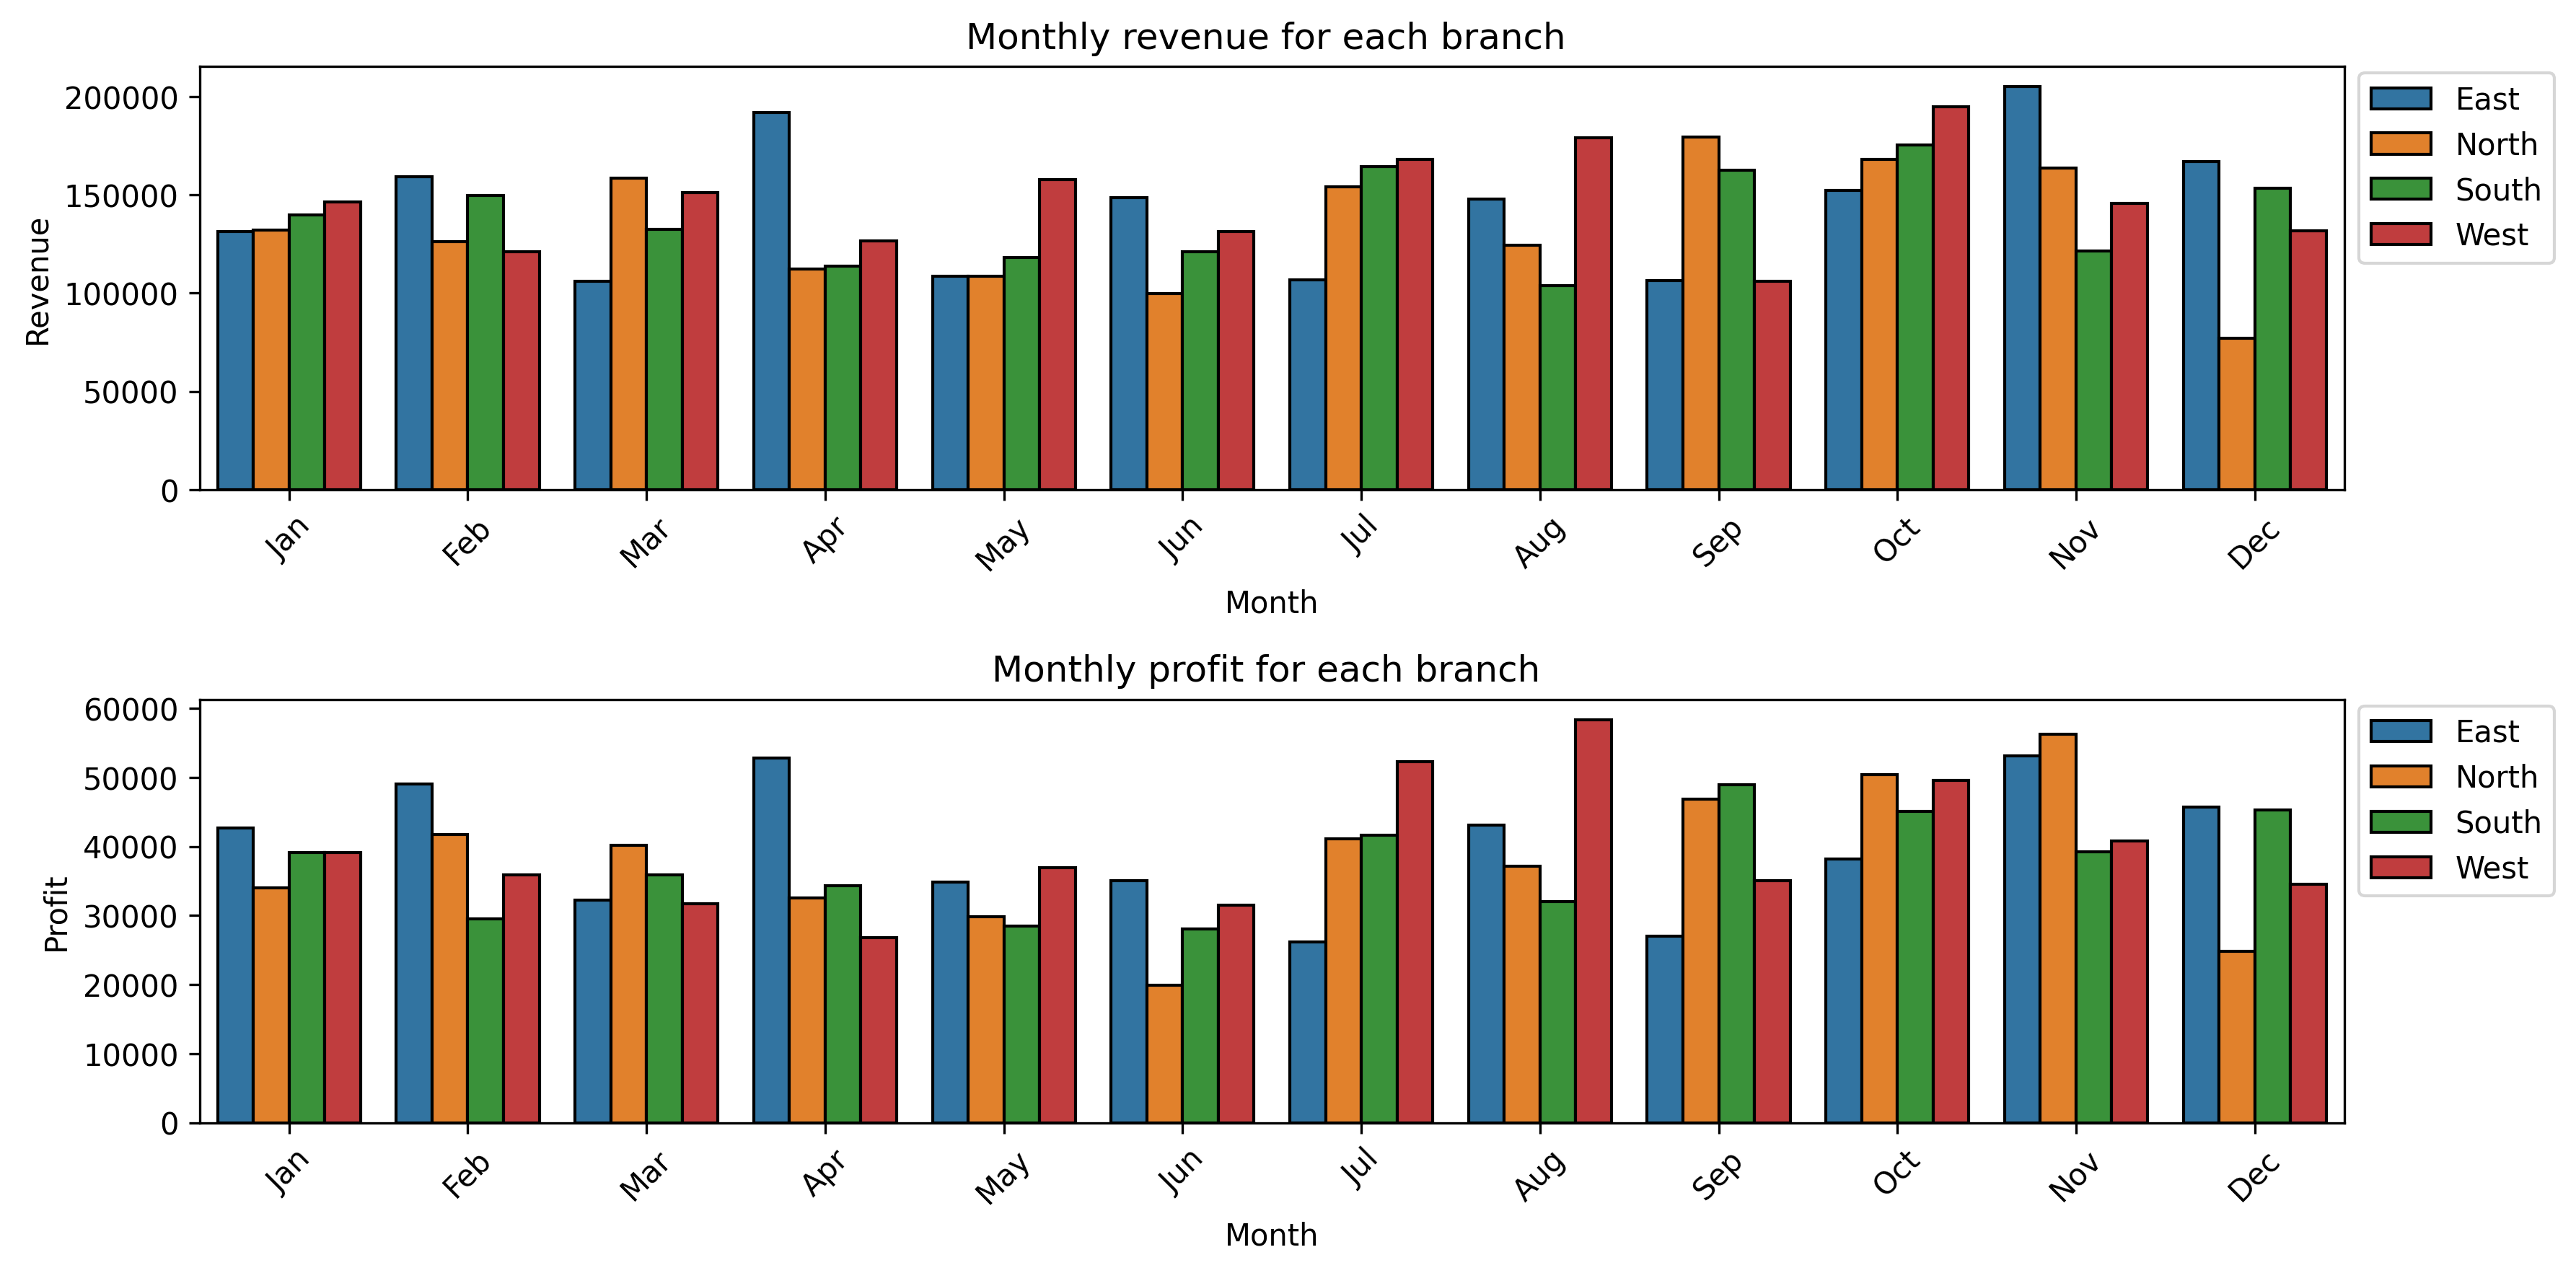 Monthly revenue for each branch
200000
150000
100000
50000
0
Revenue
Jan Feb Mar Apr May Jun Jul Aug Sep Oct Nov Dec
Month
East
North
South
West
Monthly profit for each branch
60000
50000
40000
30000
20000
10000
0
Profit
Jan Feb Mar Apr May Jun Jul Aug Sep Oct Nov Dec
Month
East
North
South
West